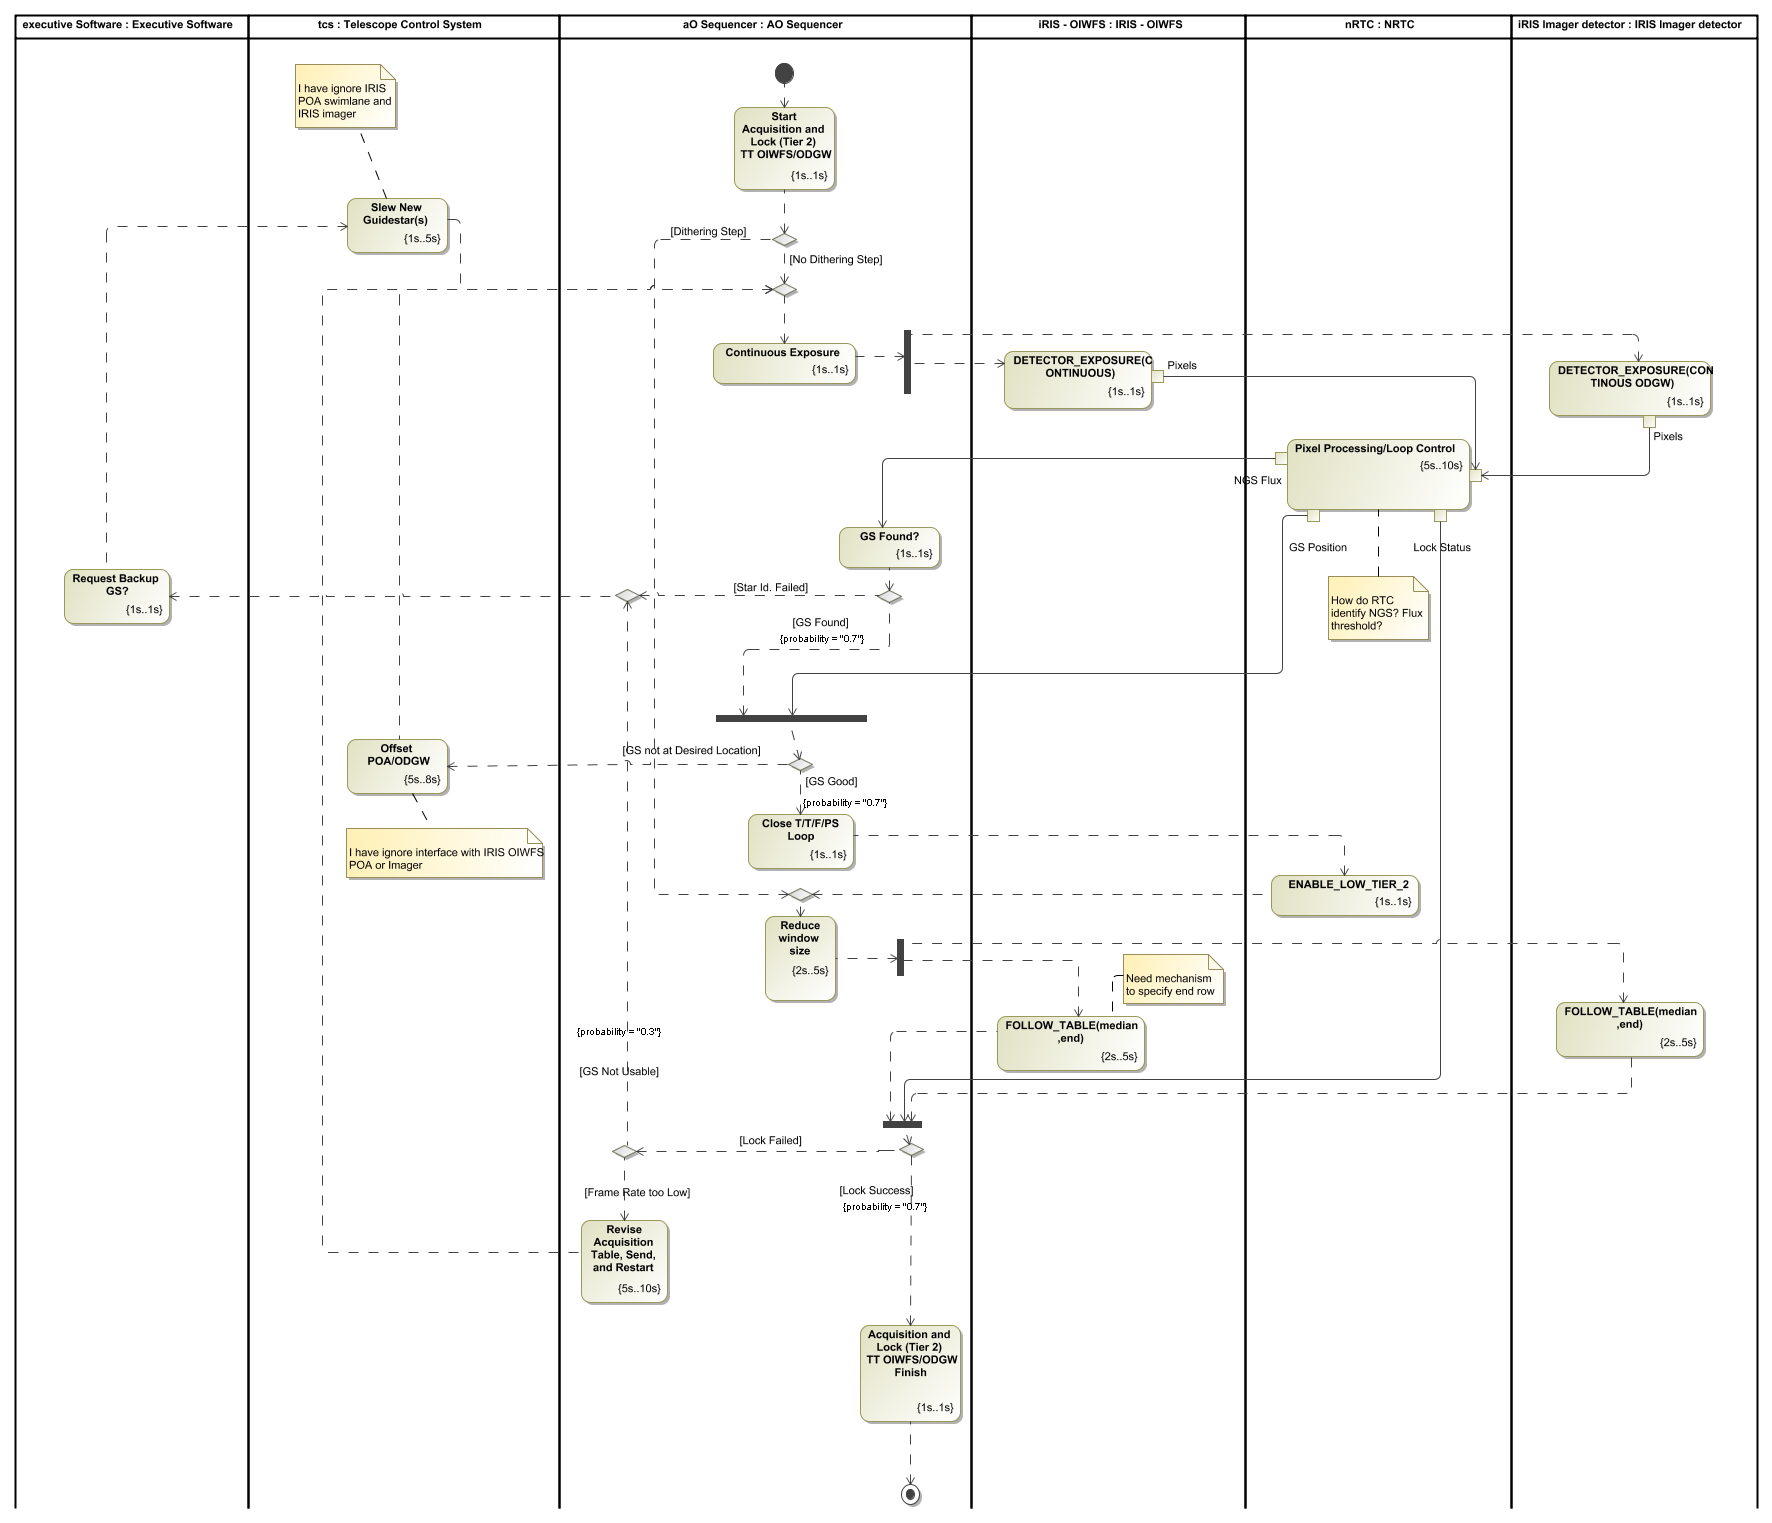 executive Software : Executive Software
tcs : Telescope Control System
aO Sequencer : AO Sequencer
iRIS - OIWFS : IRIS - OIWFS
nRTC : NRTC
iRIS Imager detector : IRIS Imager detector
I have ignore IRIS
POA swimlane and
IRIS imager
Start
Acquisition and
Lock (Tier 2)
TT OIWFS/ODGW
{1s..1s}
Slew New
Guidestar(s)
{1s..5s}
[Dithering Step]
[No Dithering Step]
Continuous Exposure
{1s..1s}
DETECTOR_EXPOSURE(C
ONTINUOUS)
{1s..1s}
Pixels
DETECTOR_EXPOSURE(CON
TINOUS ODGW)
{1s..1s}
Pixels
Pixel Processing/Loop Control
{5s..10s}
NGS Flux
GS Position
Lock Status
GS Found?
{1s..1s}
Request Backup
GS?
{1s..1s}
[Star Id. Failed]
How do RTC
identify NGS? Flux
threshold?
[GS Found]
{probability = "0.7"}
Offset
POA/ODGW
{5s..8s}
[GS not at Desired Location]
[GS Good]
{probability = "0.7"}
Close T/T/F/PS
Loop
{1s..1s}
I have ignore interface with IRIS OIWFS
POA or Imager
ENABLE_LOW_TIER_2
{1s..1s}
Reduce
window
size
{2s..5s}
Need mechanism
to specify end row
FOLLOW_TABLE(median
,end)
{2s..5s}
FOLLOW_TABLE(median
,end)
{2s..5s}
{probability = "0.3"}
[GS Not Usable]
[Lock Failed]
[Frame Rate too Low]
[Lock Success]
{probability = "0.7"}
Revise
Acquisition
Table, Send,
and Restart
{5s..10s}
Acquisition and
Lock (Tier 2)
TT OIWFS/ODGW
Finish
{1s..1s}